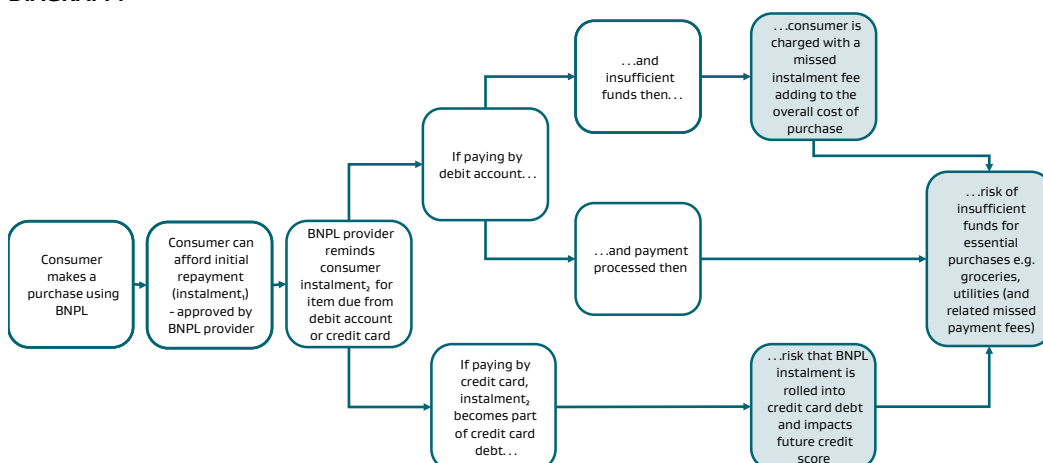 Consumer
makes a
purchase using
BNPL
Consumer can
afford initial
repayment
(instalment₁)
- approved by
BNPL provider
BNPL provider
reminds
consumer
instalment₂ for
item due from
debit account
or credit card
If paying by
debit account...
...and
insufficient
funds then...
...consumer is
charged with a
missed
instalment fee
adding to the
overall cost of
purchase
...and payment
processed then
...risk of
insufficient
funds for
essential
purchases e.g.
groceries,
utilities (and
related missed
payment fees)
If paying by
credit card,
instalment₂
becomes part
of credit card
debt...
...risk that BNPL
instalment is
rolled into
credit card debt
and impacts
future credit
score